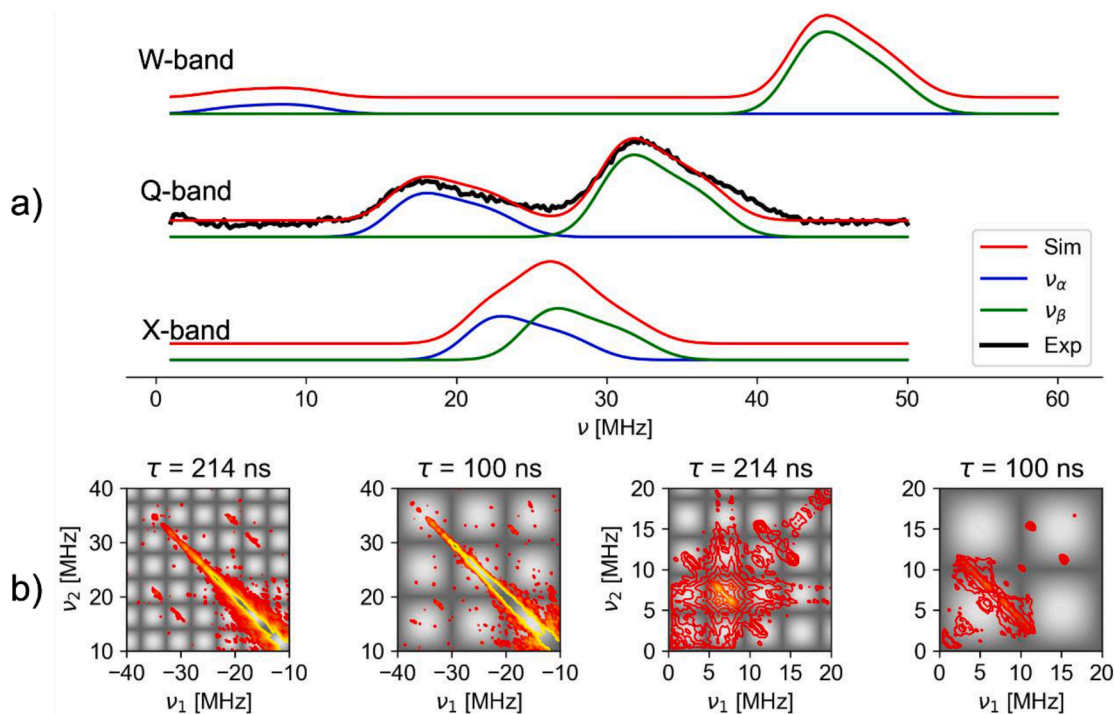 W-band
a)
Q-band
X-band
Sim
να
νβ
Exp
0 10 20 30 40 50 60
ν [MHz]
b)
τ = 214 ns τ = 100 ns τ = 214 ns τ = 100 ns
40 40 20 20
30 30 15 15
20 20 10 10
10 10 5 5
0 0
ν2 [MHz] ν2 [MHz] ν2 [MHz] ν2 [MHz]
−40 −30 −20 −10 −40 −30 −20 −10 0 5 10 15 20 0 5 10 15 20
ν1 [MHz] ν1 [MHz] ν1 [MHz] ν1 [MHz]